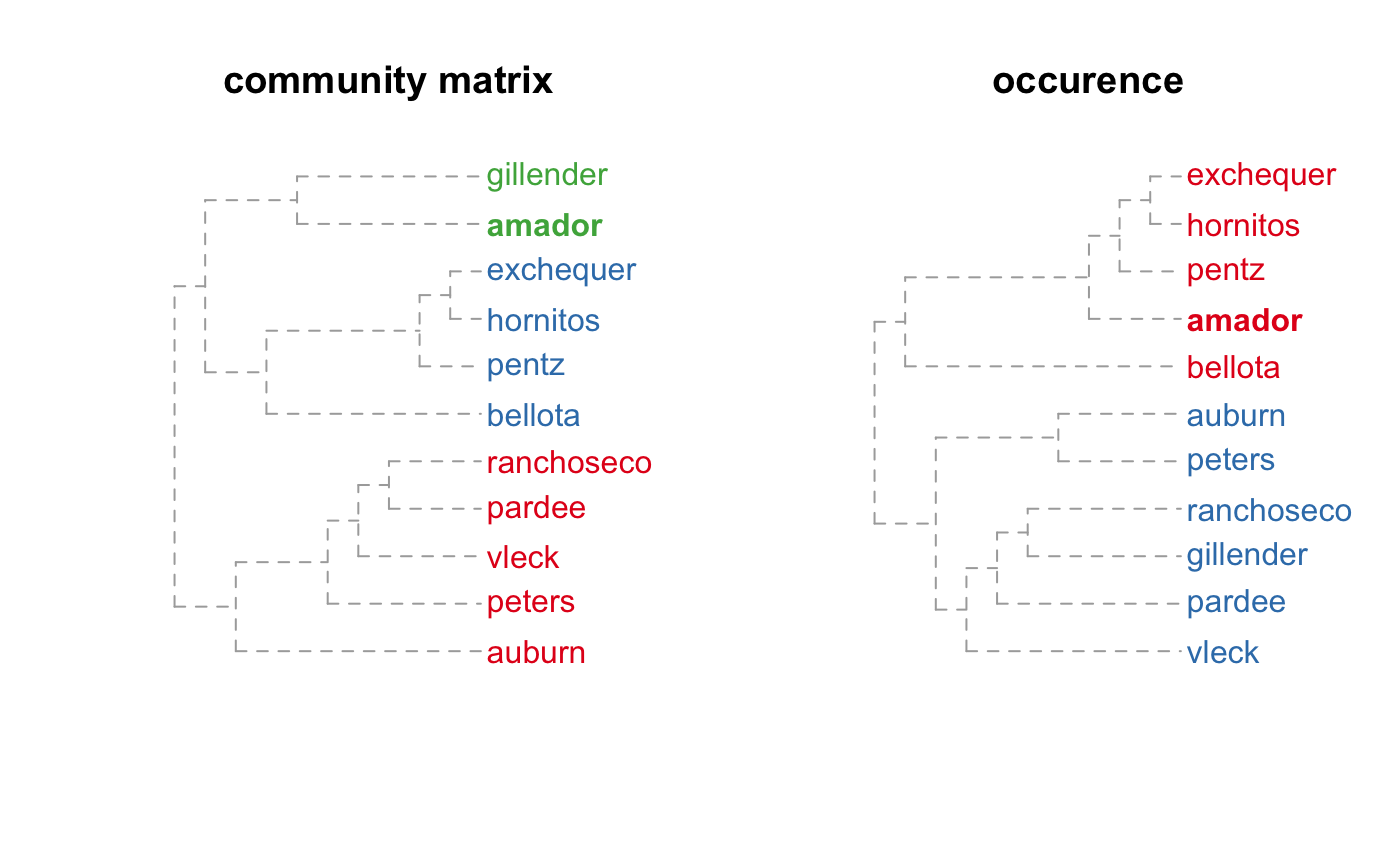 community matrix
gillender
amador
exchequer
hornitos
pentz
bellota
ranchoseco
pardee
vleck
peters
auburn
occurence
exchequer
hornitos
pentz
amador
bellota
auburn
peters
ranchoseco
gillender
pardee
vleck